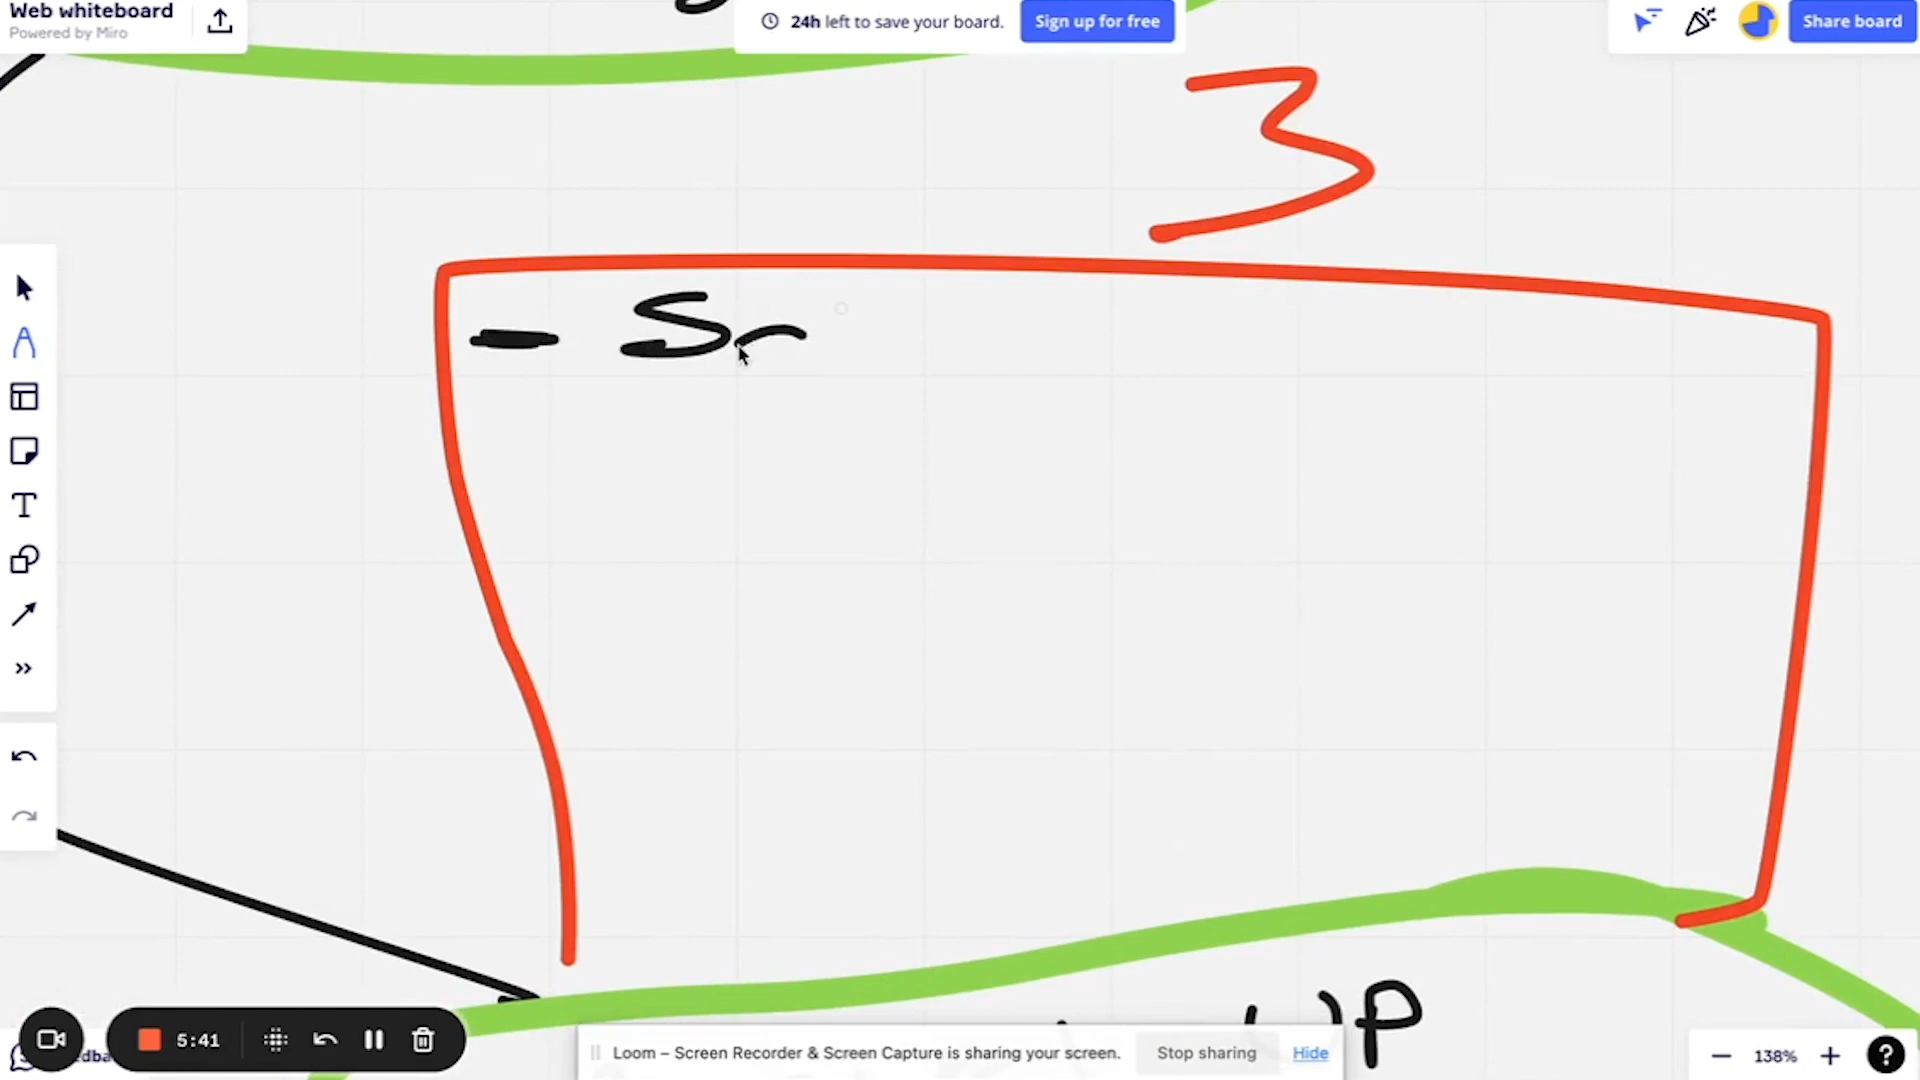 Web whiteboard
Powered by Miro
24h left to save your board.
Sign up for free
Share board
3
- Sr
T
UP
5:41
Loom – Screen Recorder & Screen Capture is sharing your screen.
Stop sharing
Hide
138%
?